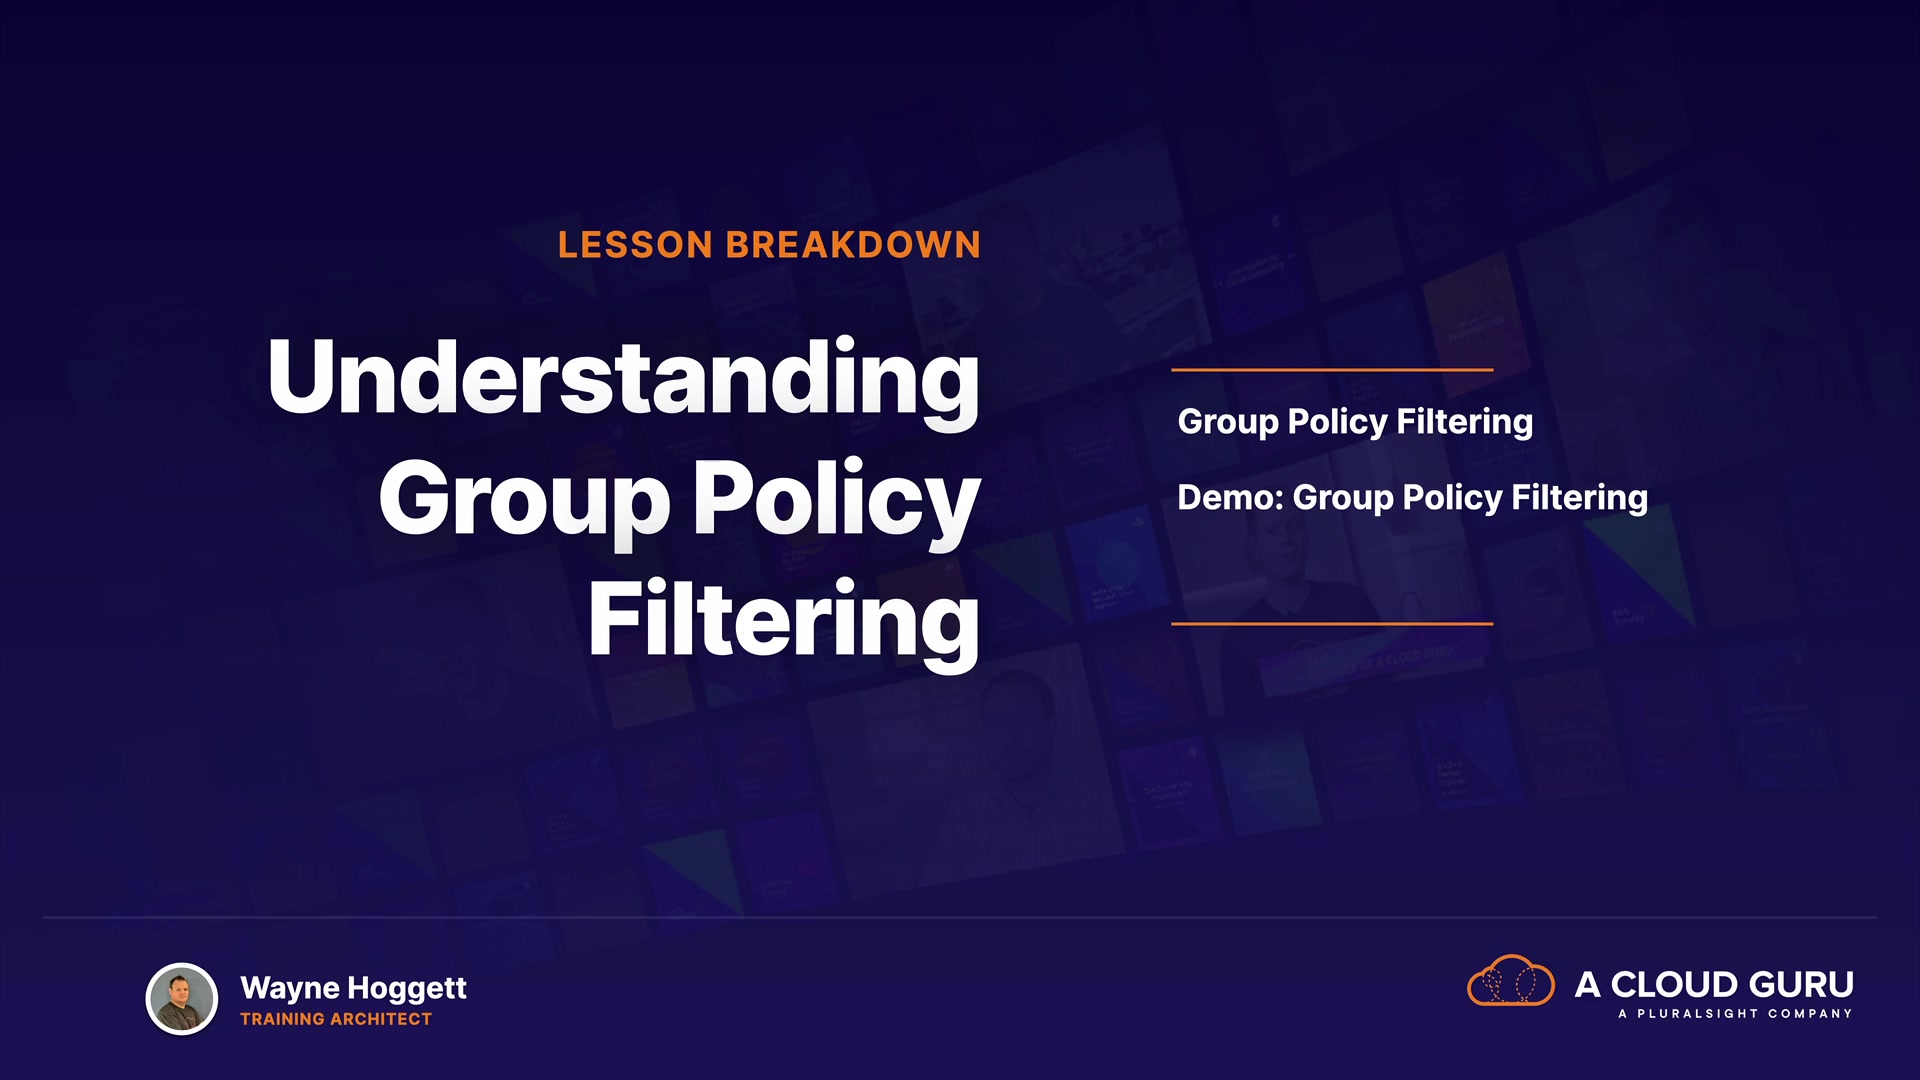 LESSON BREAKDOWN
Understanding
Group Policy
Filtering
Group Policy Filtering
Demo: Group Policy Filtering
Wayne Hoggett
TRAINING ARCHITECT
A CLOUD GURU
A PLURALSIGHT COMPANY